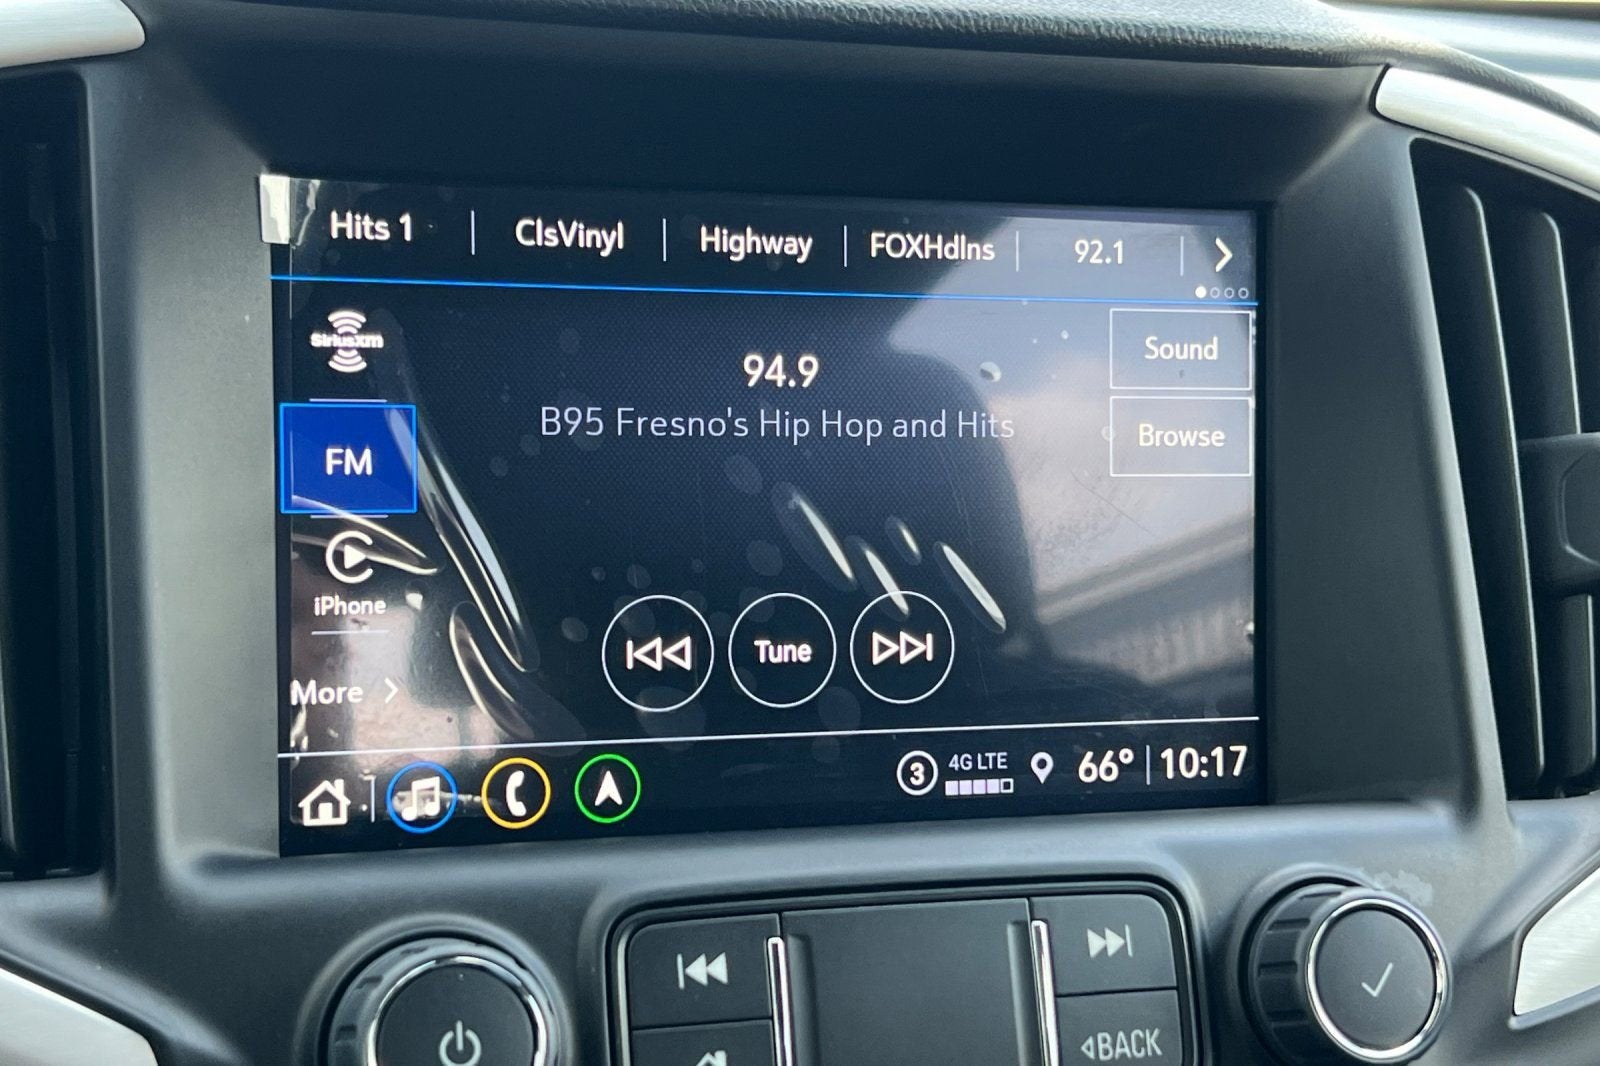 Hits 1 ClsVinyl Highway FOXHdlns 92.1
SiriusXM
Sound
94.9
B95 Fresno's Hip Hop and Hits
Browse
FM
iPhone
Tune
More
3 4G LTE 66° 10:17
BACK